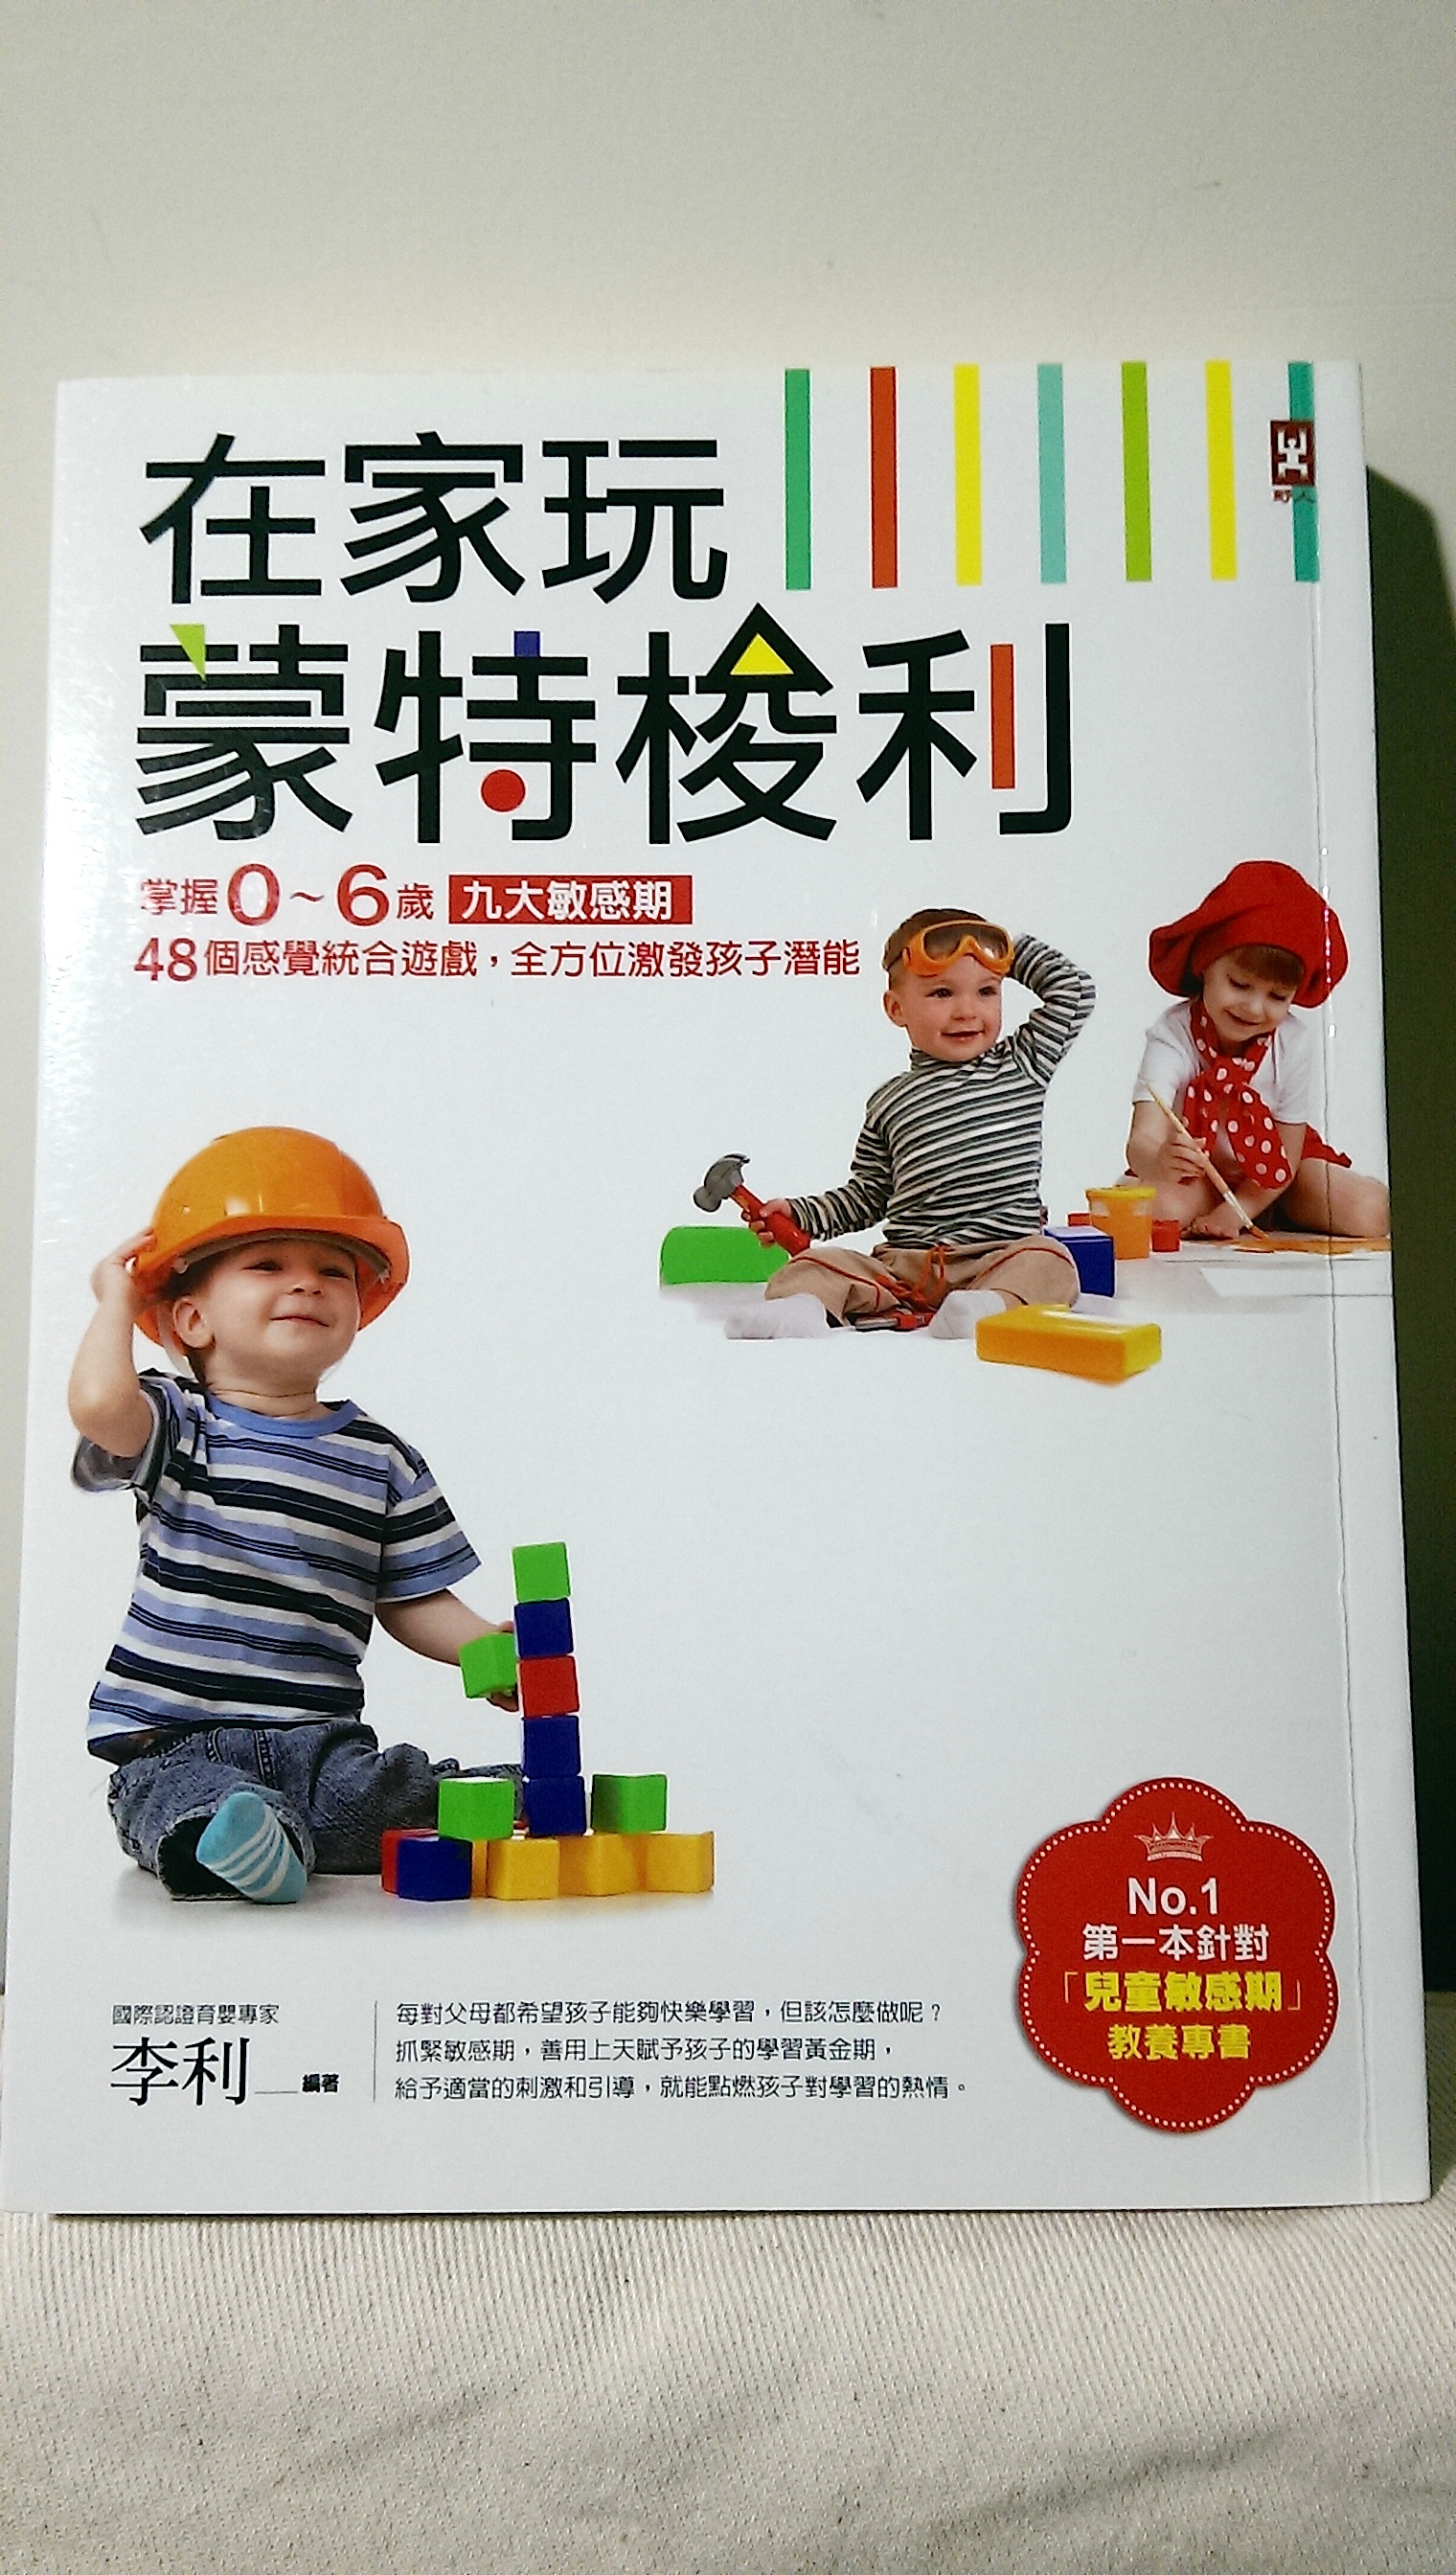 在家玩
蒙特梭利
野人
掌握0~6歲 九大敏感期
48個感覺統合遊戲，全方位激發孩子潛能
No.1
第一本針對
「兒童敏感期」
教養專書
國際認證育嬰專家
李利 編著
每對父母都希望孩子能夠快樂學習，但該怎麼做呢？
抓緊敏感期，善用上天賦予孩子的學習黃金期，
給予適當的刺激和引導，就能點燃孩子對學習的熱情。